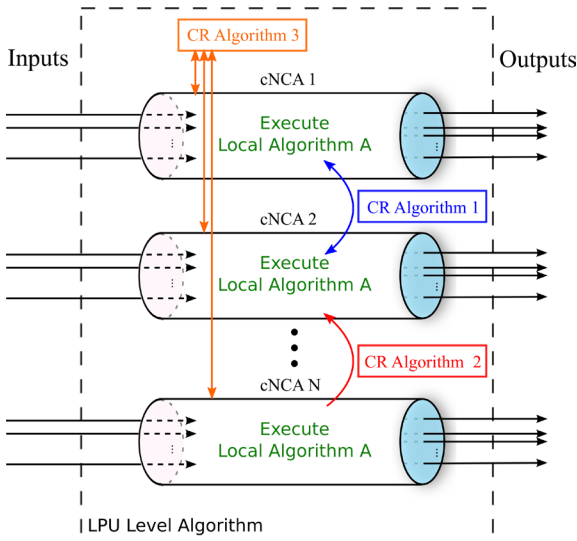 CR Algorithm 3
Inputs
Outputs
cNCA 1
Execute
Local Algorithm A
...
...
CR Algorithm 1
cNCA 2
Execute
Local Algorithm A
...
...
CR Algorithm 2
cNCA N
Execute
Local Algorithm A
...
...
LPU Level Algorithm